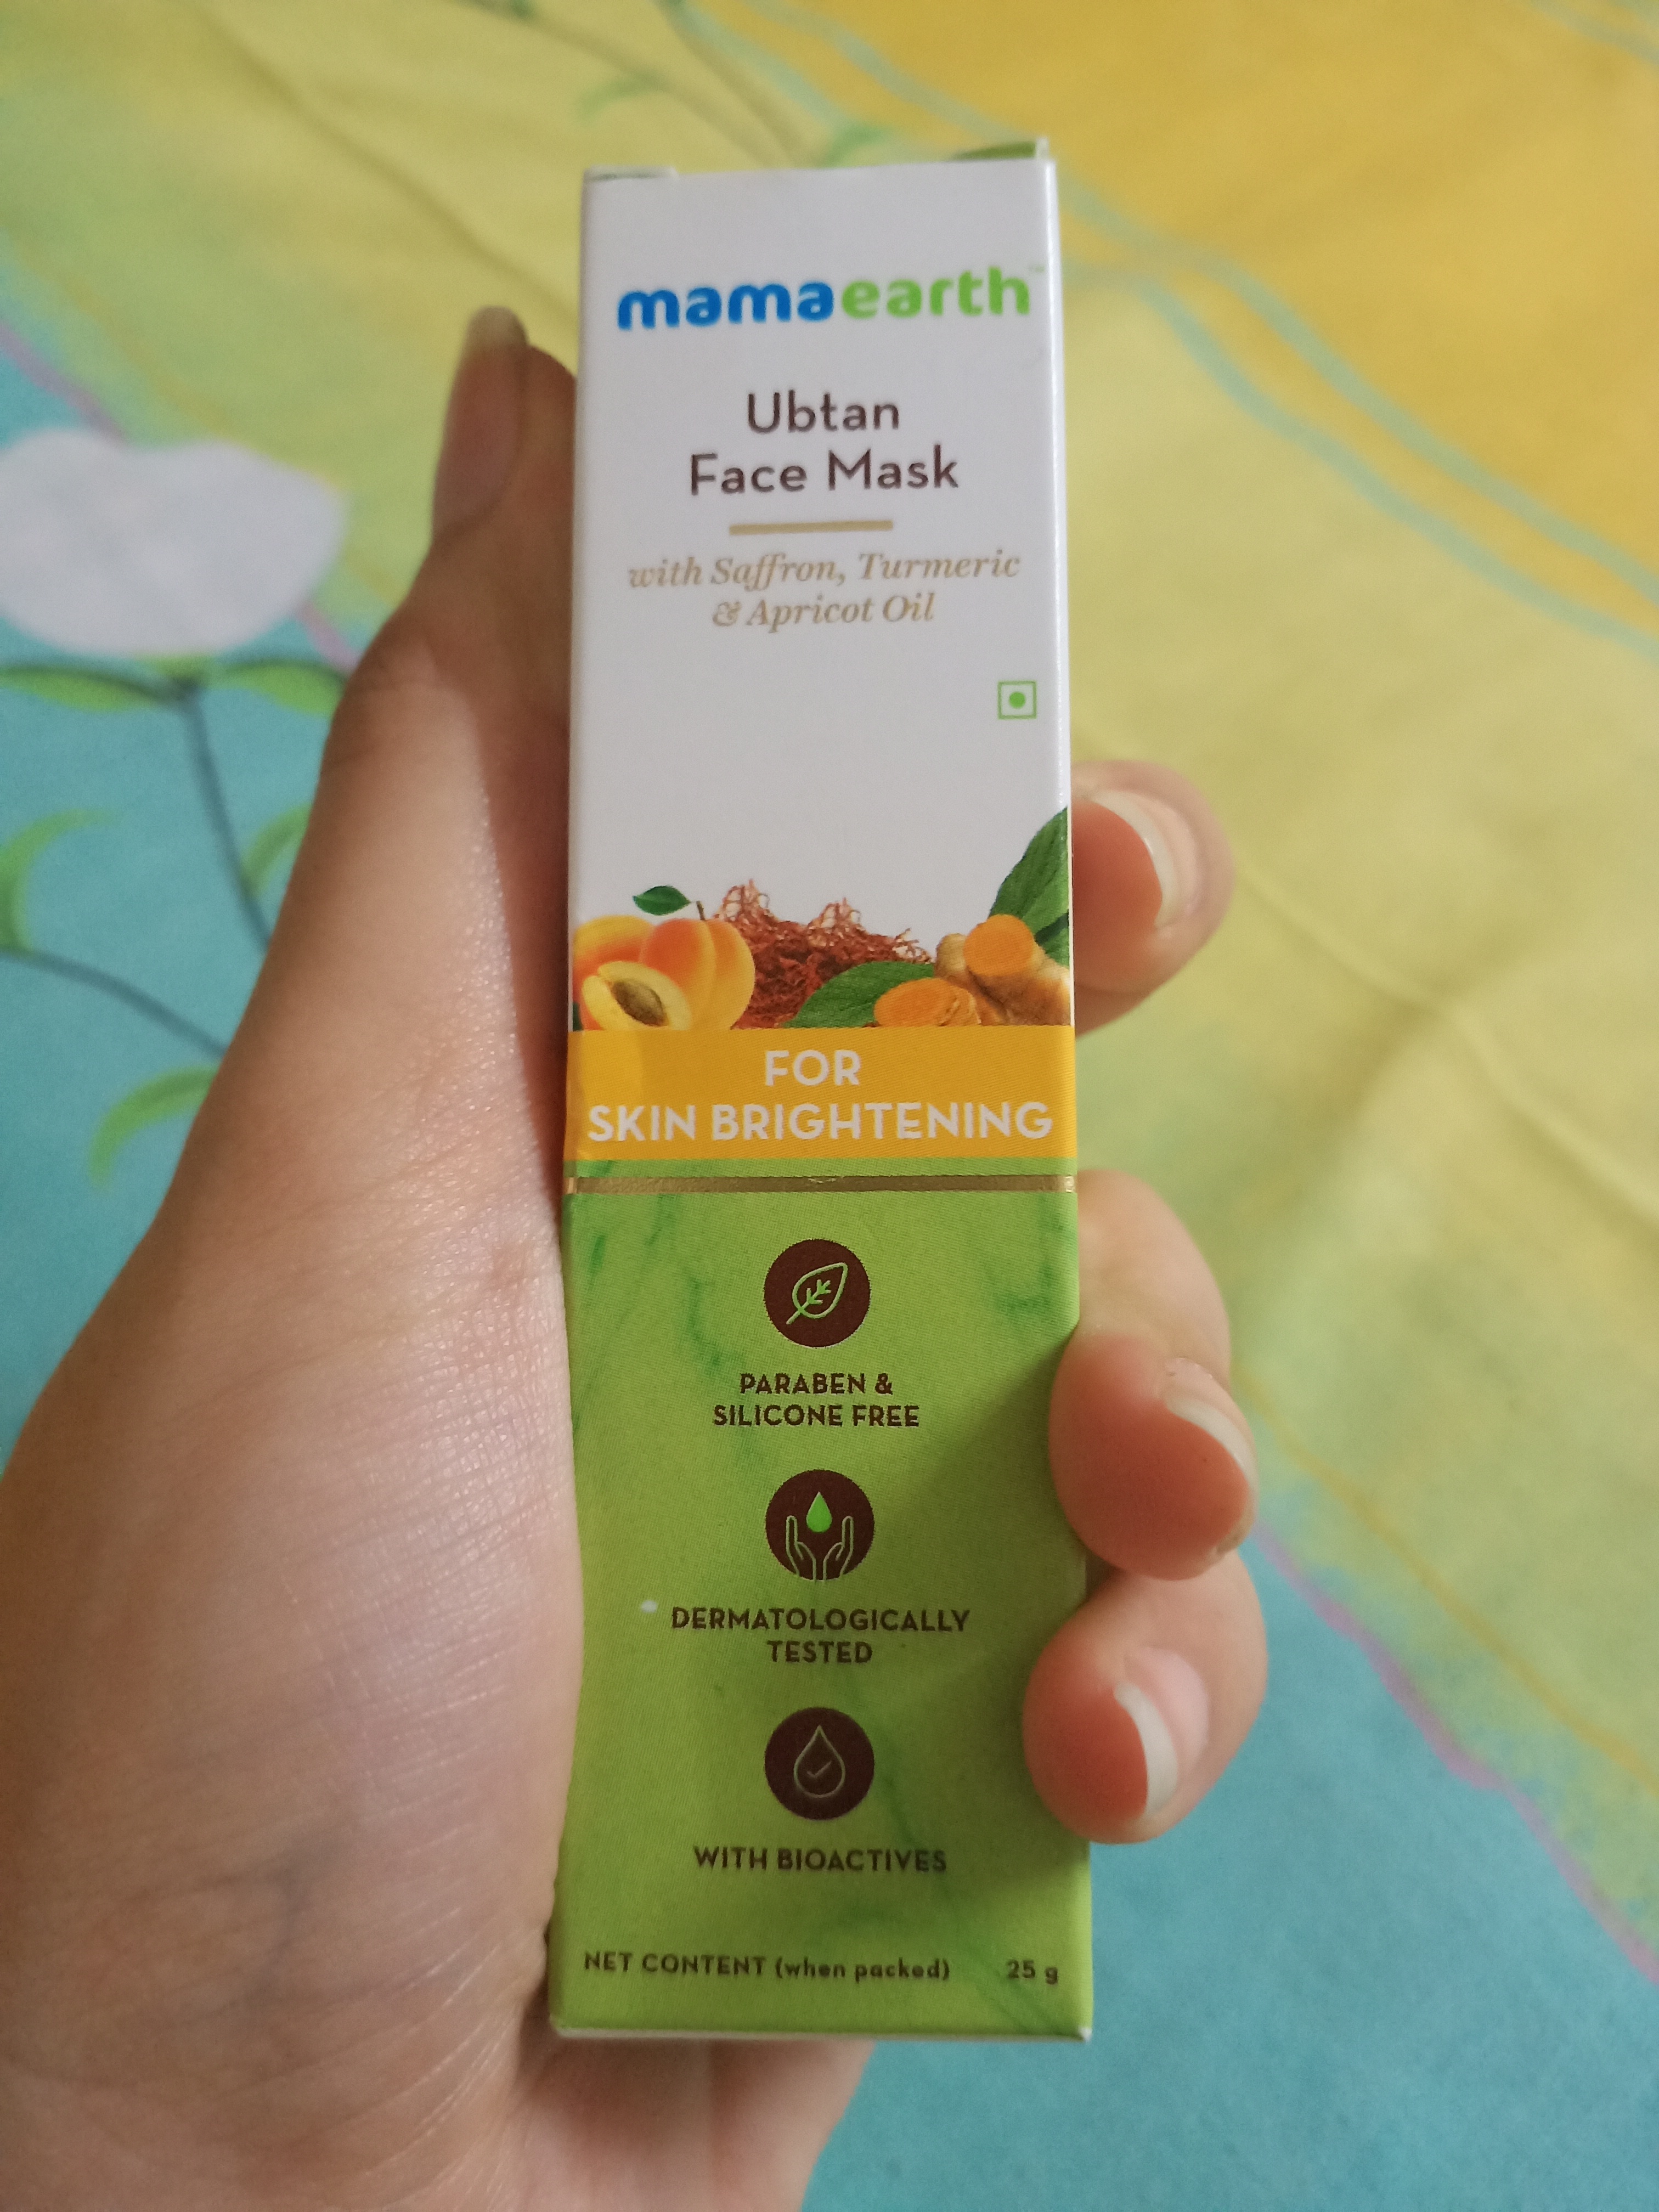 mamaearth™
Ubtan
Face Mask
with Saffron, Turmeric
& Apricot Oil
FOR
SKIN BRIGHTENING
PARABEN &
SILICONE FREE
DERMATOLOGICALLY
TESTED
WITH BIOACTIVES
NET CONTENT (when packed) 25 g